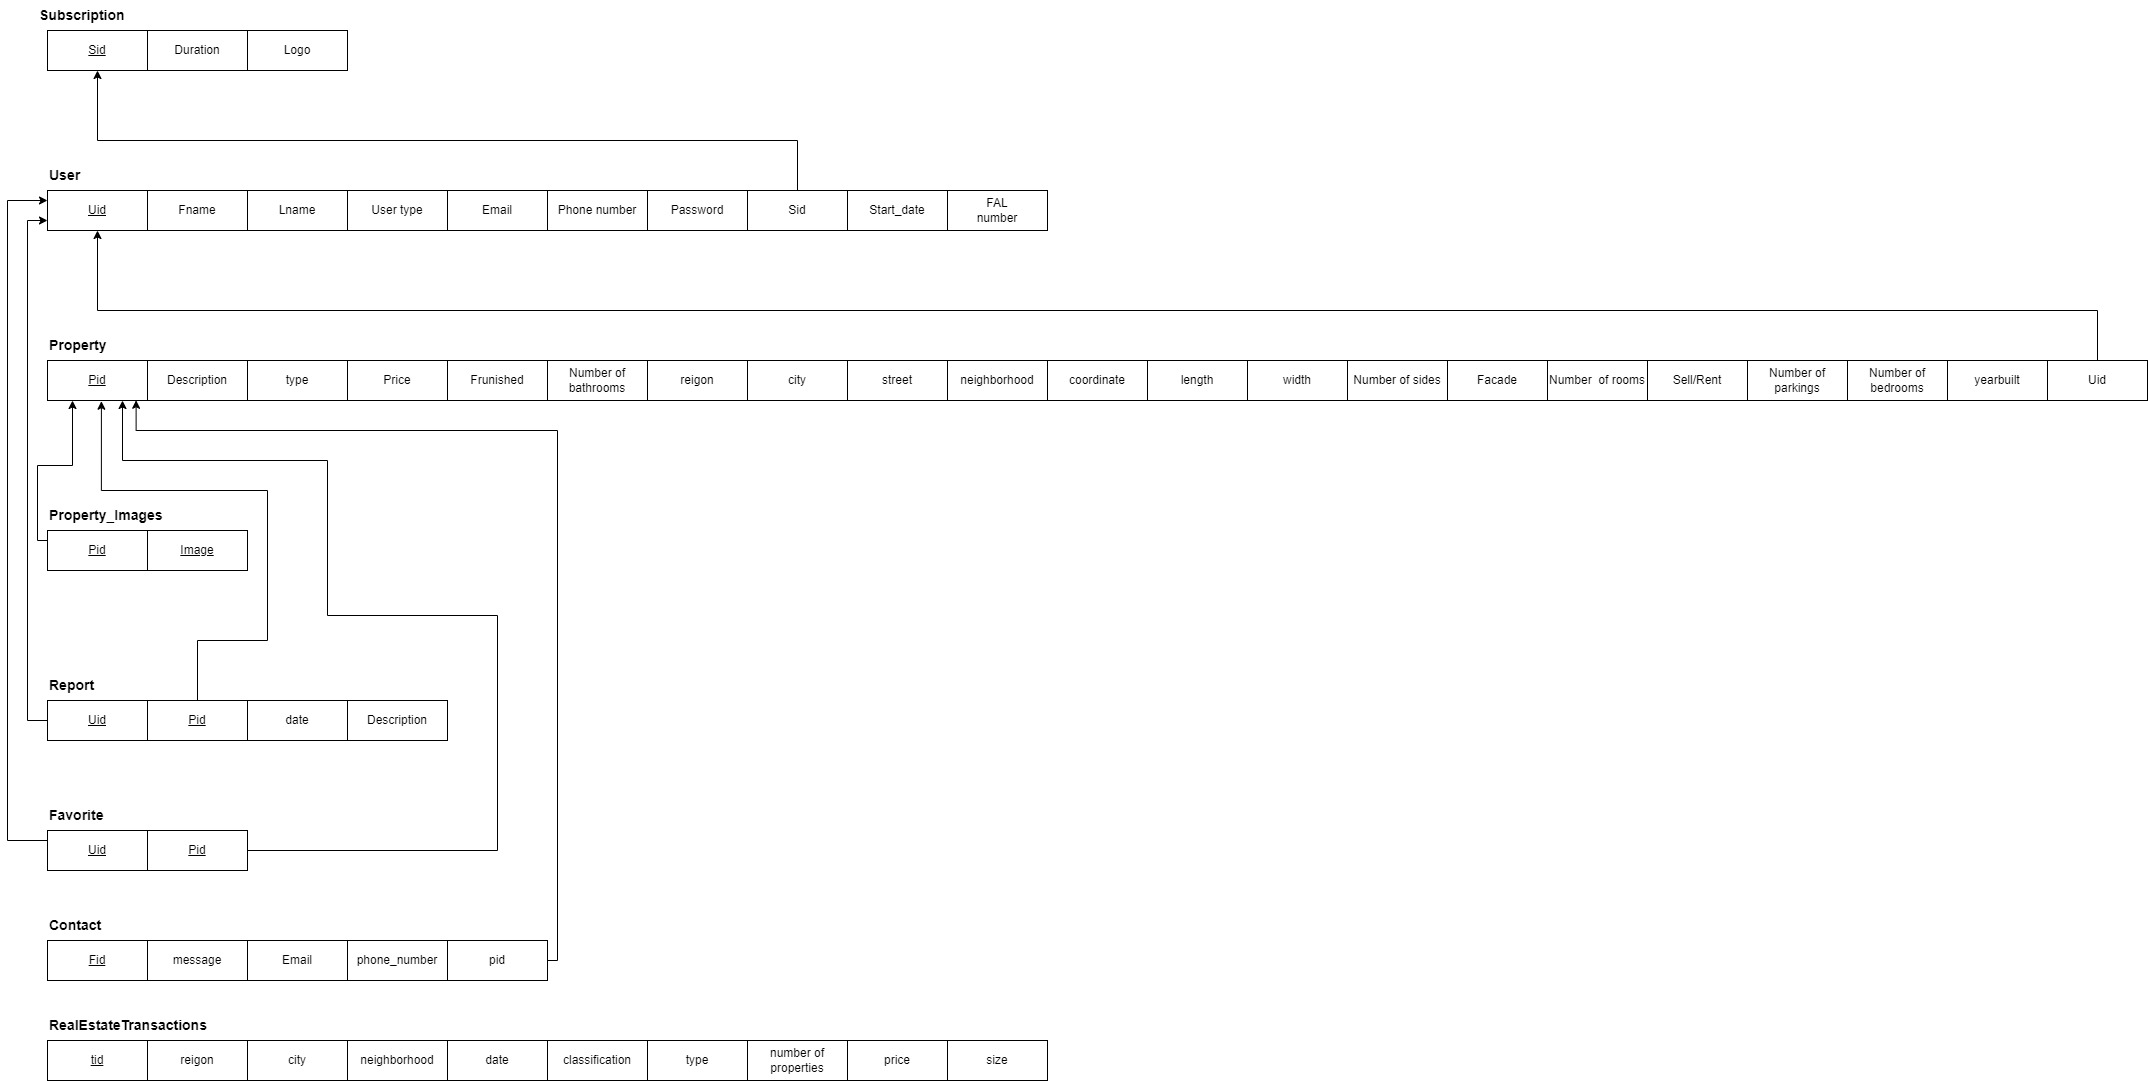 Subscription
Sid Duration Logo
User
Uid Fname Lname User type Email Phone number Password Sid Start_date FAL
number
Property
Pid Description type Price Frunished Number of
bathrooms reigon city street neighborhood coordinate length width Number of sides Facade Number of rooms Sell/Rent Number of
parkings Number of
bedrooms yearbuilt Uid
Property_Images
Pid Image
Report
Uid Pid date Description
Favorite
Uid Pid
Contact
Fid message Email phone_number pid
RealEstateTransactions
tid reigon city neighborhood date classification type number of
properties price size